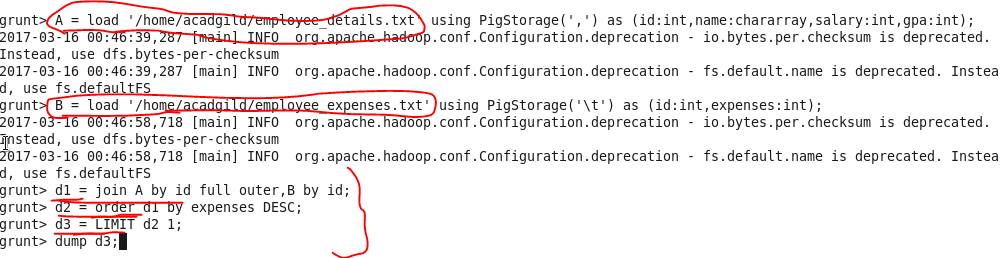 grunt> A = load '/home/acadgild/employee_details.txt' using PigStorage(',') as (id:int,name:chararray,salary:int,gpa:int);
2017-03-16 00:46:39,287 [main] INFO  org.apache.hadoop.conf.Configuration.deprecation - io.bytes.per.checksum is deprecated.
Instead, use dfs.bytes-per-checksum
2017-03-16 00:46:39,287 [main] INFO  org.apache.hadoop.conf.Configuration.deprecation - fs.default.name is deprecated. Instea
d, use fs.defaultFS
grunt> B = load '/home/acadgild/employee_expenses.txt' using PigStorage('\t') as (id:int,expenses:int);
2017-03-16 00:46:58,718 [main] INFO  org.apache.hadoop.conf.Configuration.deprecation - io.bytes.per.checksum is deprecated.
Instead, use dfs.bytes-per-checksum
2017-03-16 00:46:58,718 [main] INFO  org.apache.hadoop.conf.Configuration.deprecation - fs.default.name is deprecated. Instea
d, use fs.defaultFS
grunt> d1 = join A by id full outer,B by id;
grunt> d2 = order d1 by expenses DESC;
grunt> d3 = LIMIT d2 1;
grunt> dump d3;